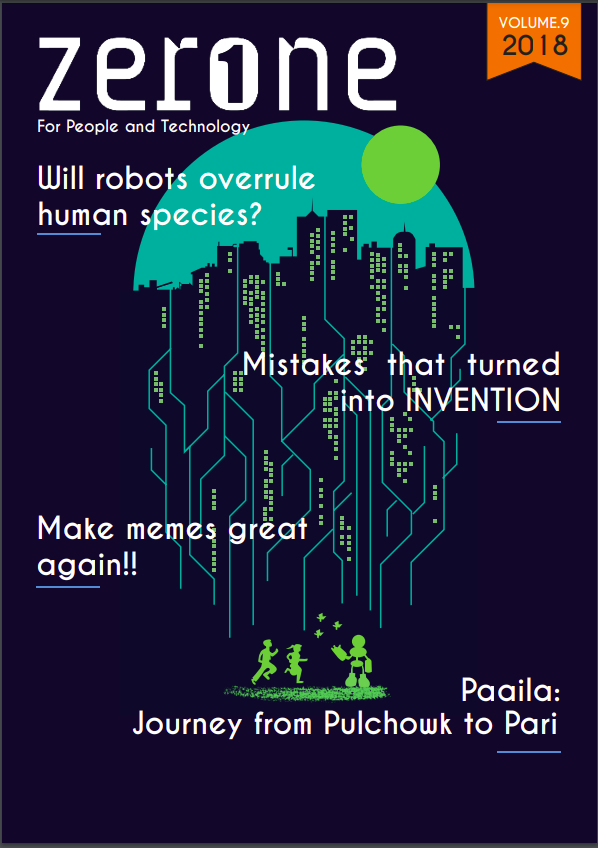 VOLUME.9
2018
zer1ne
For People and Technology
Will robots overrule
human species?
Mistakes that turned
into INVENTION
Make memes great
again!!
Paaila:
Journey from Pulchowk to Pari